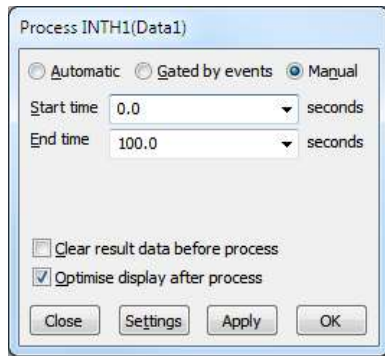 Process INTH1(Data1)
Automatic Gated by events Manual
Start time 0.0 seconds
End time 100.0 seconds
Clear result data before process
Optimise display after process
Close Settings Apply OK